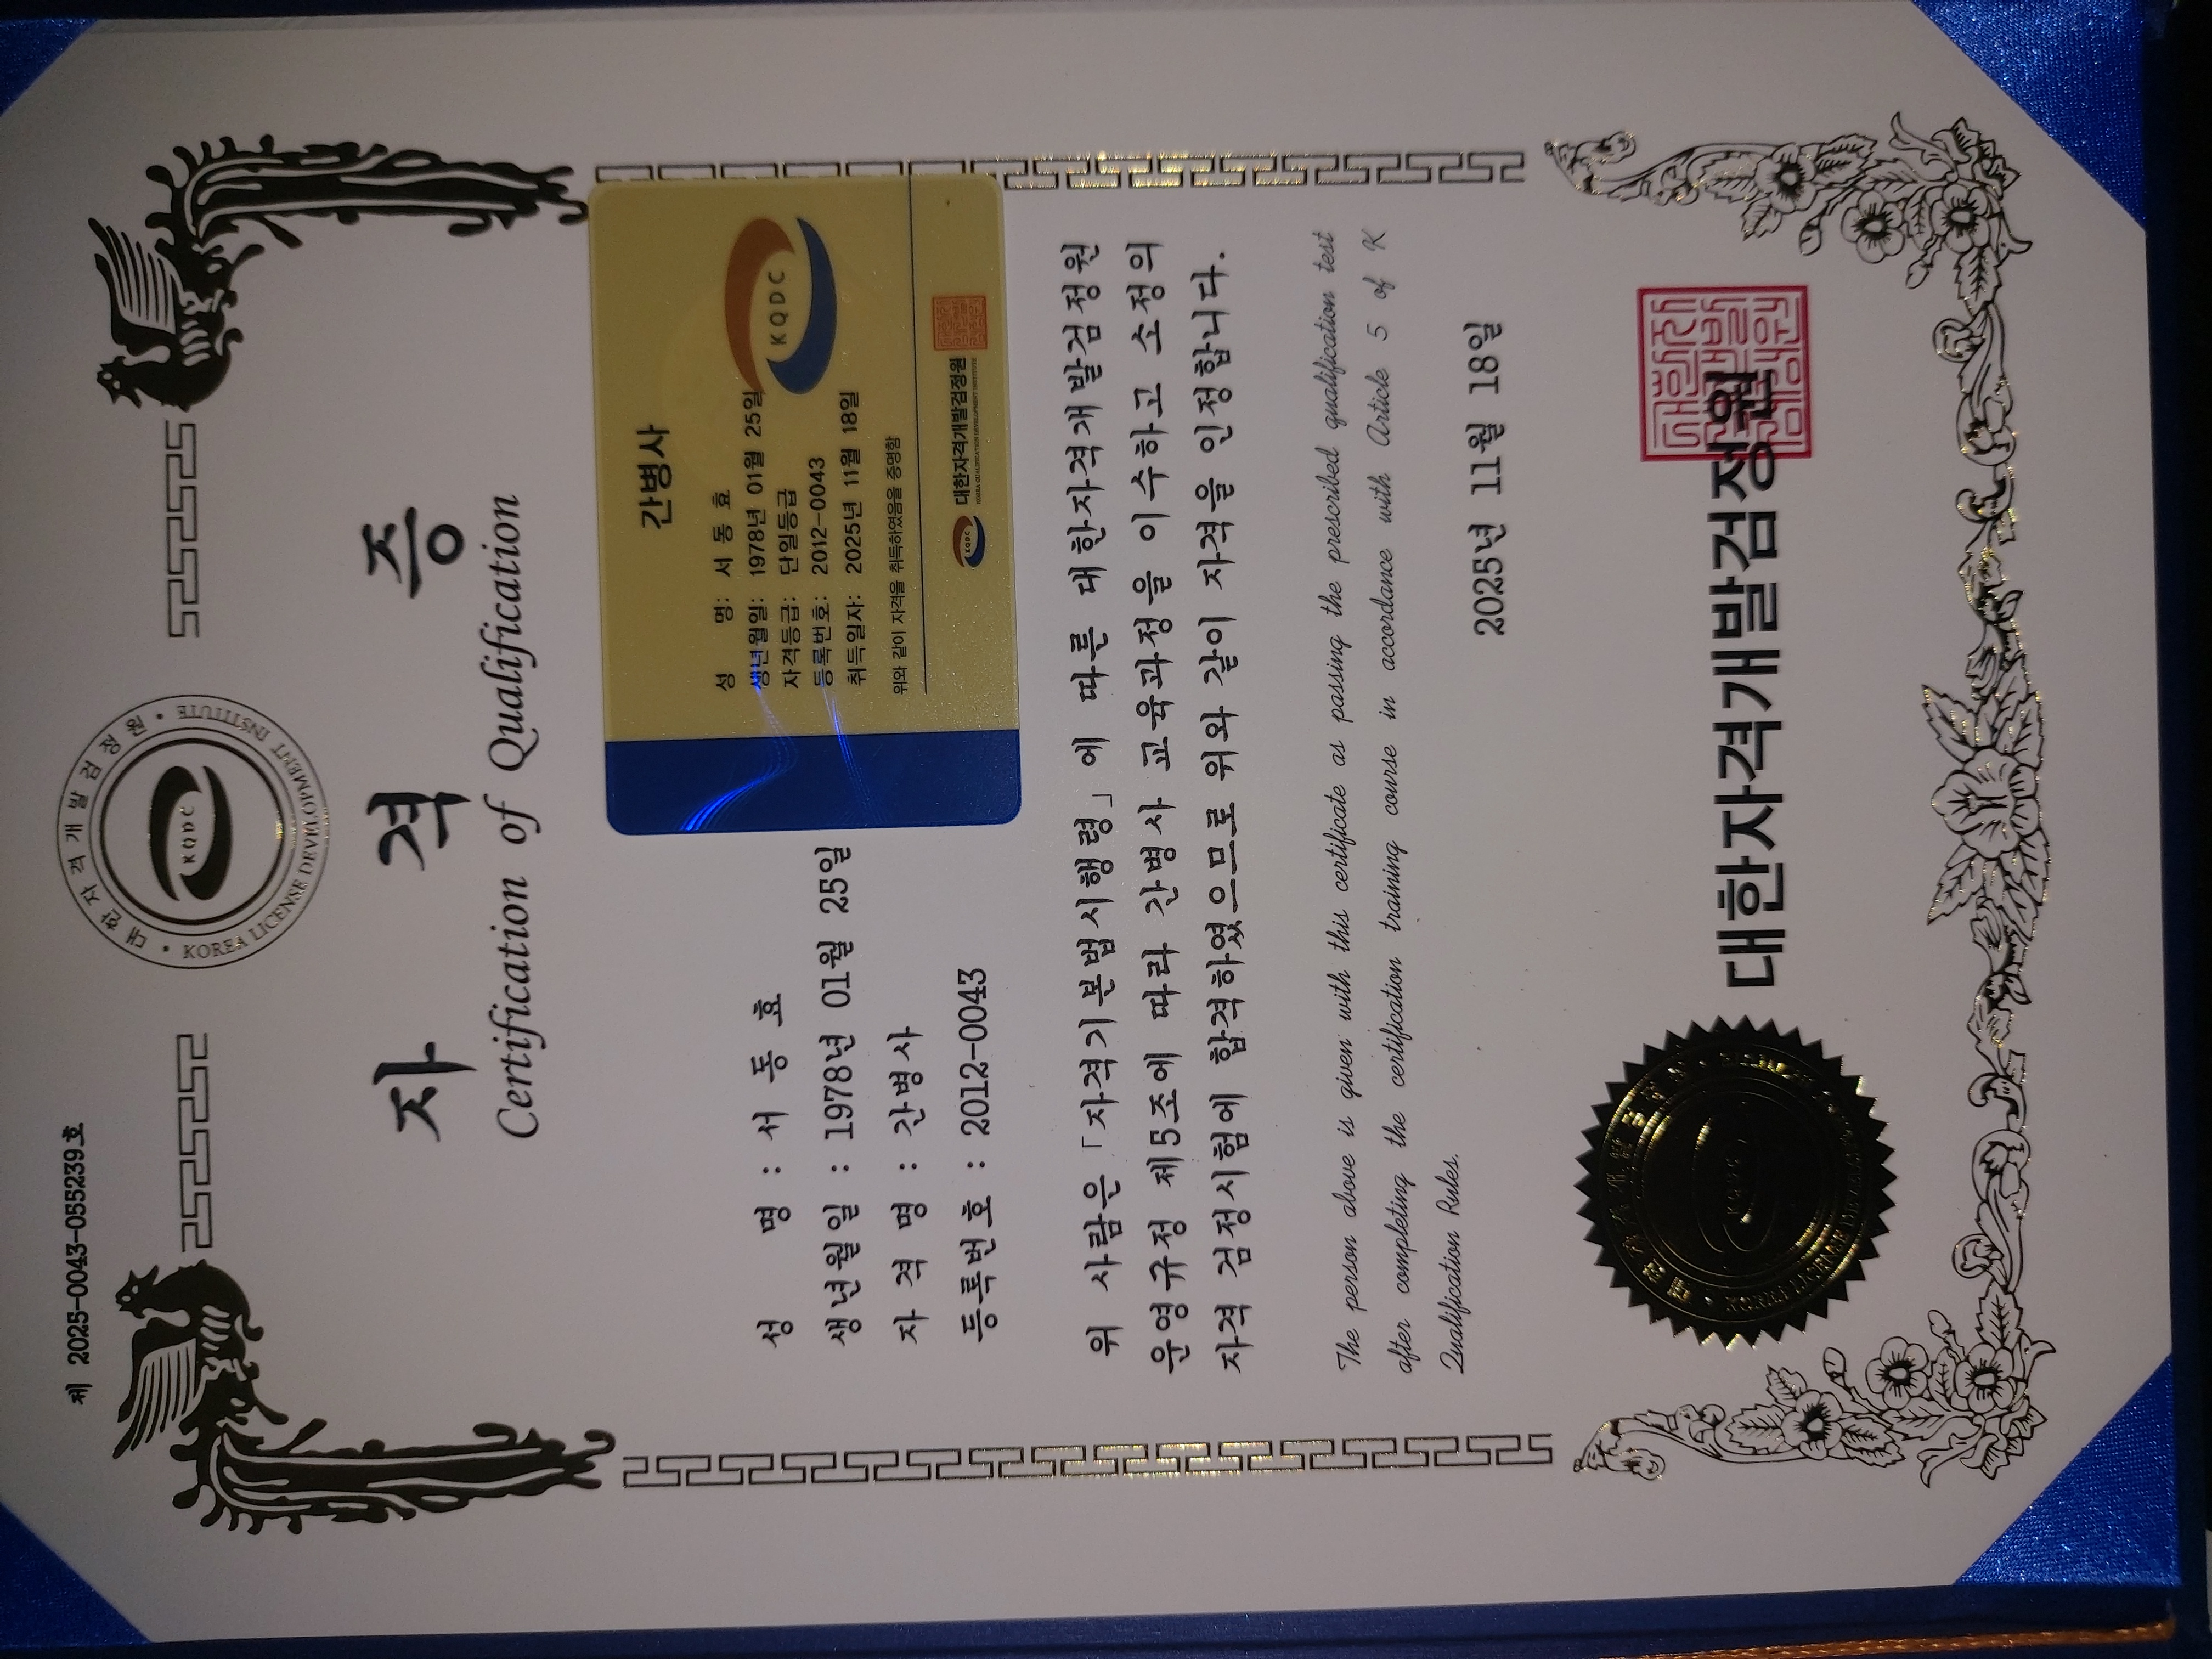 제 2025-0043-055239호
대한자격개발검정원 • KOREA LICENSE DEVELOPMENT INSTITUTE •
KQDC
자 격 증
Certification of Qualification
성 명 : 서 동 효
생년월일 : 1978년 01월 25일
자 격 명 : 간병사
등록번호 : 2012-0043
간병사
성 명: 서 동 효
생년월일: 1978년 01월 25일
자격등급: 단일등급
등록번호: 2012-0043
취득일자: 2025년 11월 18일
위와 같이 자격을 취득하였음을 증명함
KQDC
KQDC 대한자격개발검정원
KOREA QUALIFICATION DEVELOPMENT INSTITUTE
위 사람은 「자격기본법시행령」에 따른 대한자격개발검정원
운영규정 제5조에 따라 간병사 교육과정을 이수하고 소정의
자격 검정시험에 합격하였으므로 위와 같이 자격을 인정합니다.
The person above is given with this certificate as passing the prescribed qualification test
after completing the certification training course in accordance with Article 5 of K
Qualification Rules.
2025년 11월 18일
대한자격개발검정원